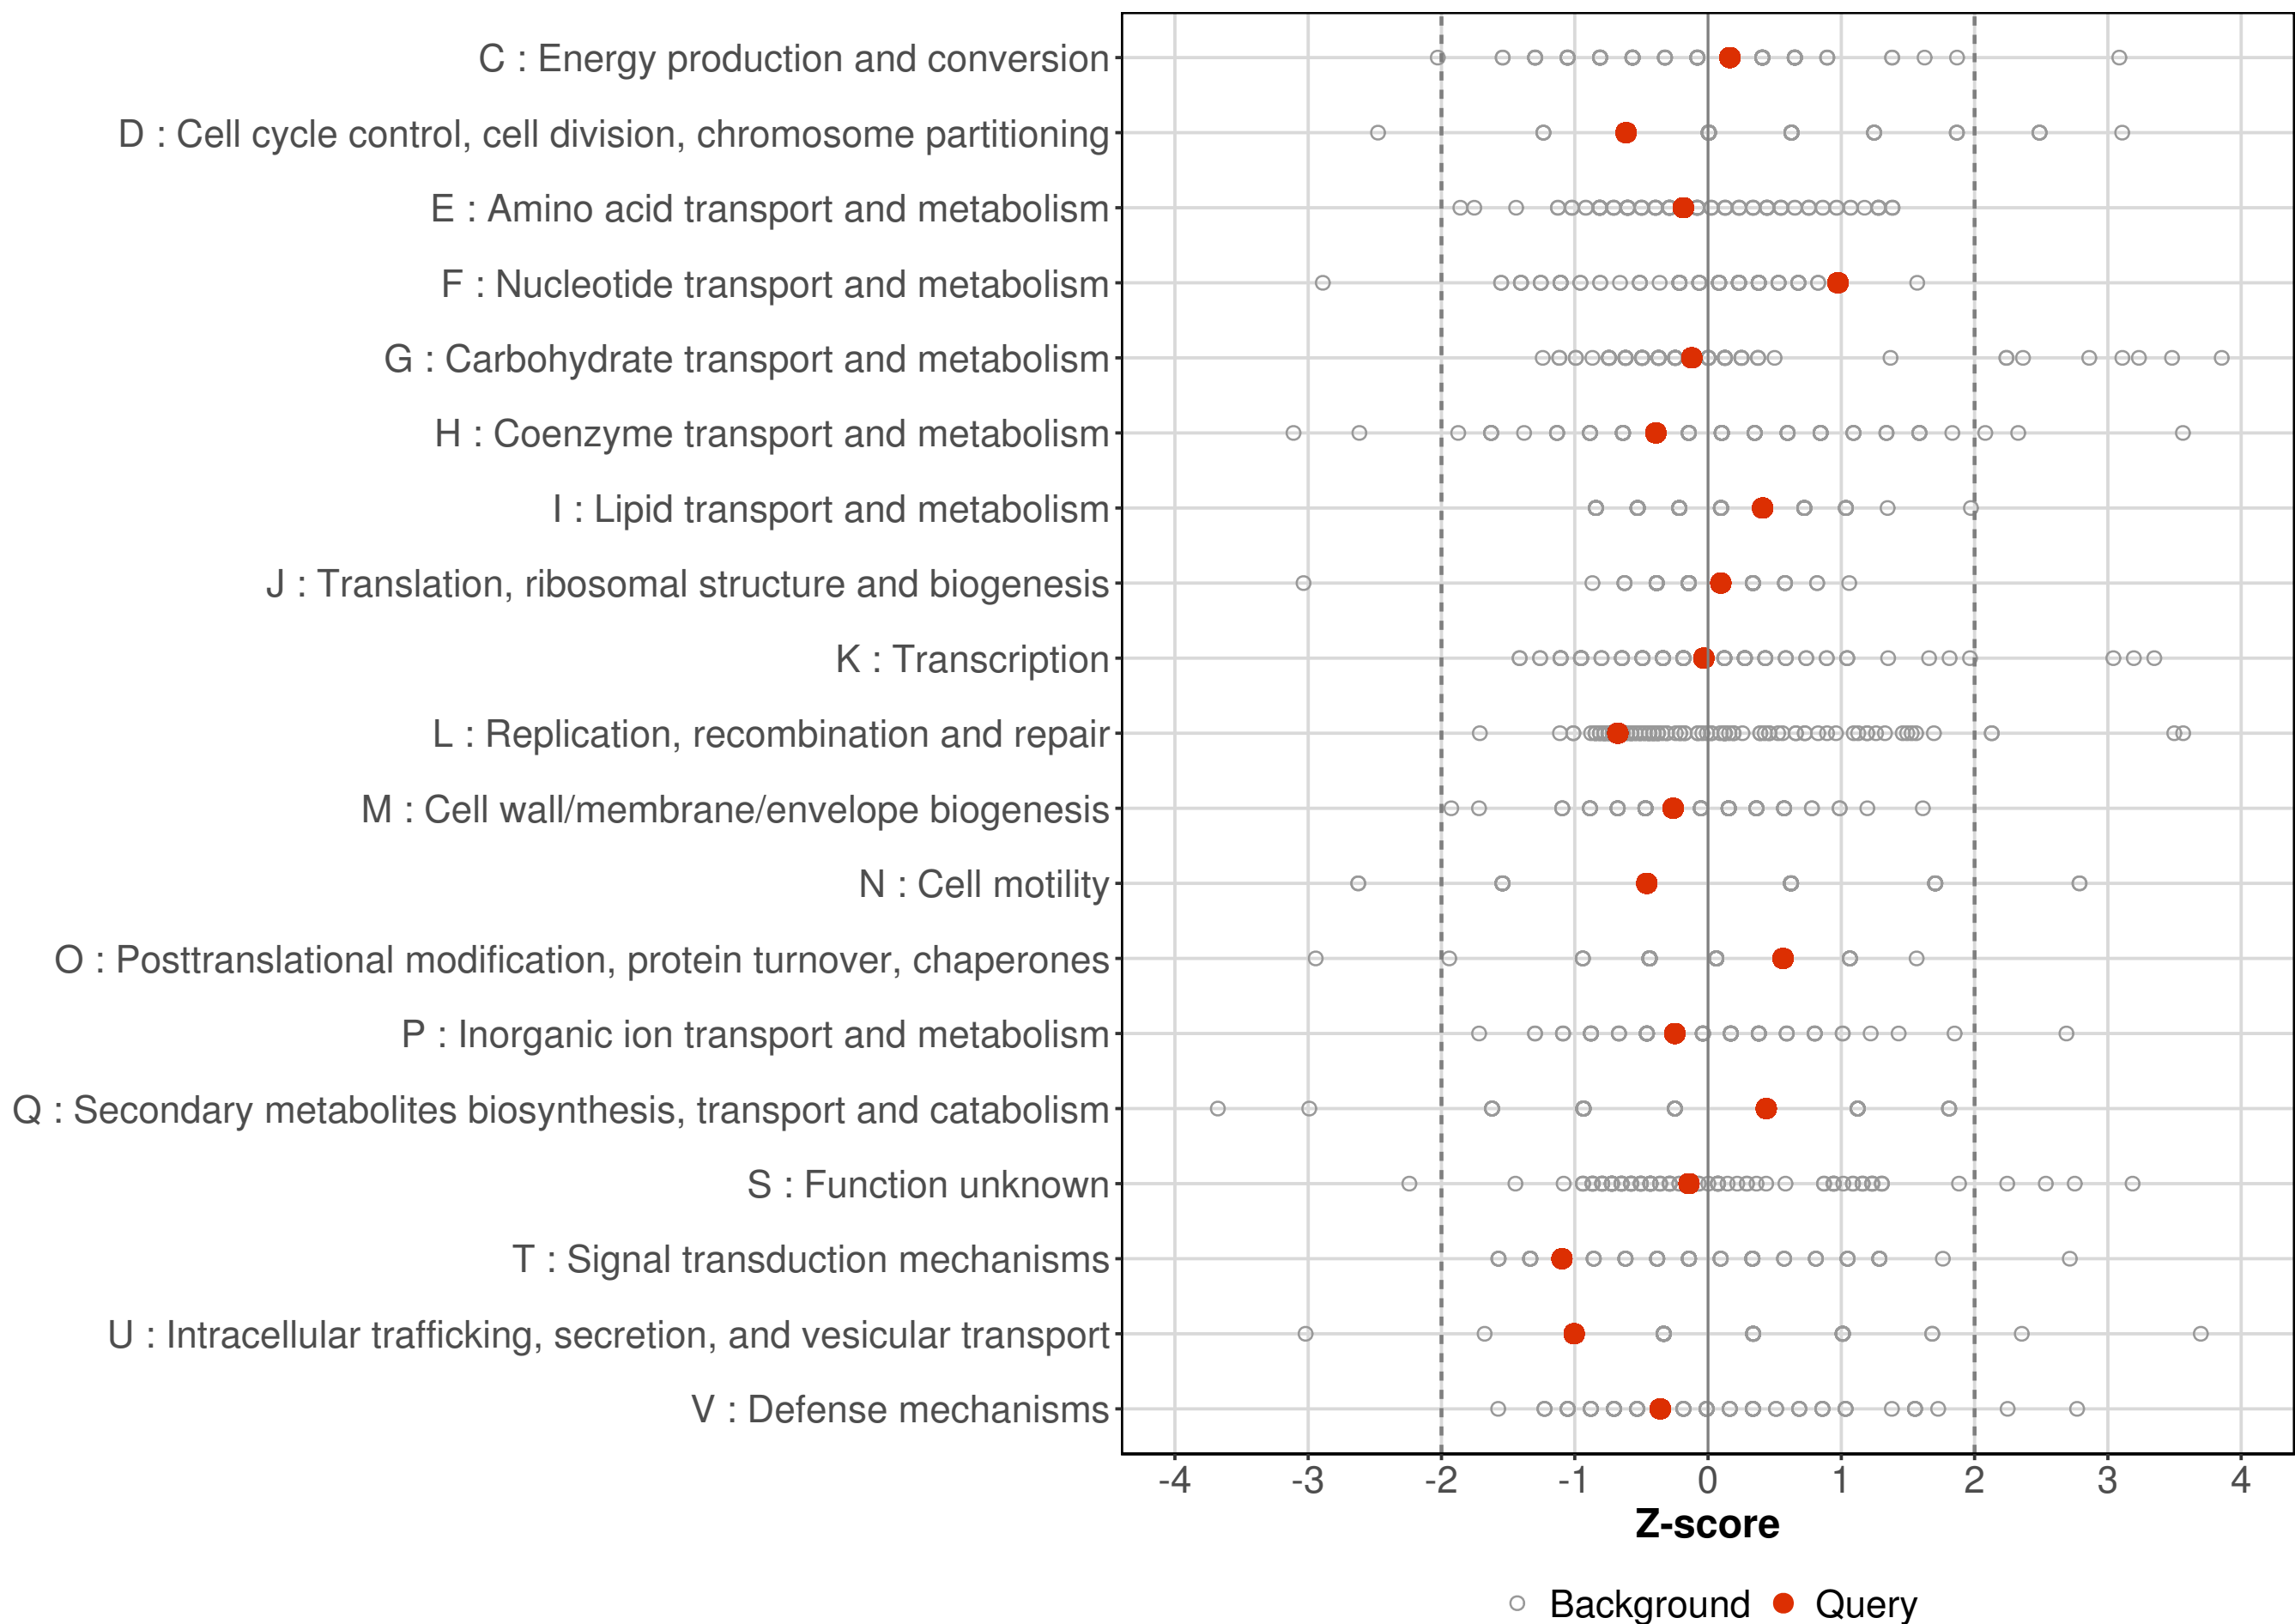 C : Energy production and conversion
D : Cell cycle control, cell division, chromosome partitioning
E : Amino acid transport and metabolism
F : Nucleotide transport and metabolism
G : Carbohydrate transport and metabolism
H : Coenzyme transport and metabolism
I : Lipid transport and metabolism
J : Translation, ribosomal structure and biogenesis
K : Transcription
L : Replication, recombination and repair
M : Cell wall/membrane/envelope biogenesis
N : Cell motility
O : Posttranslational modification, protein turnover, chaperones
P : Inorganic ion transport and metabolism
Q : Secondary metabolites biosynthesis, transport and catabolism
S : Function unknown
T : Signal transduction mechanisms
U : Intracellular trafficking, secretion, and vesicular transport
V : Defense mechanisms
-4 -3 -2 -1 0 1 2 3 4
Z-score
Background Query